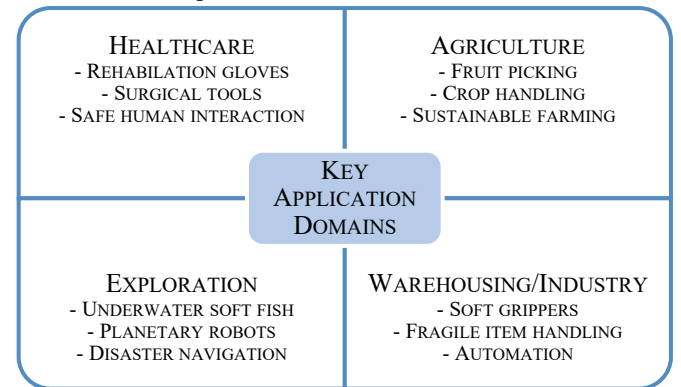 HEALTHCARE
- REHABILATION GLOVES
- SURGICAL TOOLS
- SAFE HUMAN INTERACTION
AGRICULTURE
- FRUIT PICKING
- CROP HANDLING
- SUSTAINABLE FARMING
KEY
APPLICATION
DOMAINS
EXPLORATION
- UNDERWATER SOFT FISH
- PLANETARY ROBOTS
- DISASTER NAVIGATION
WAREHOUSING/INDUSTRY
- SOFT GRIPPERS
- FRAGILE ITEM HANDLING
- AUTOMATION